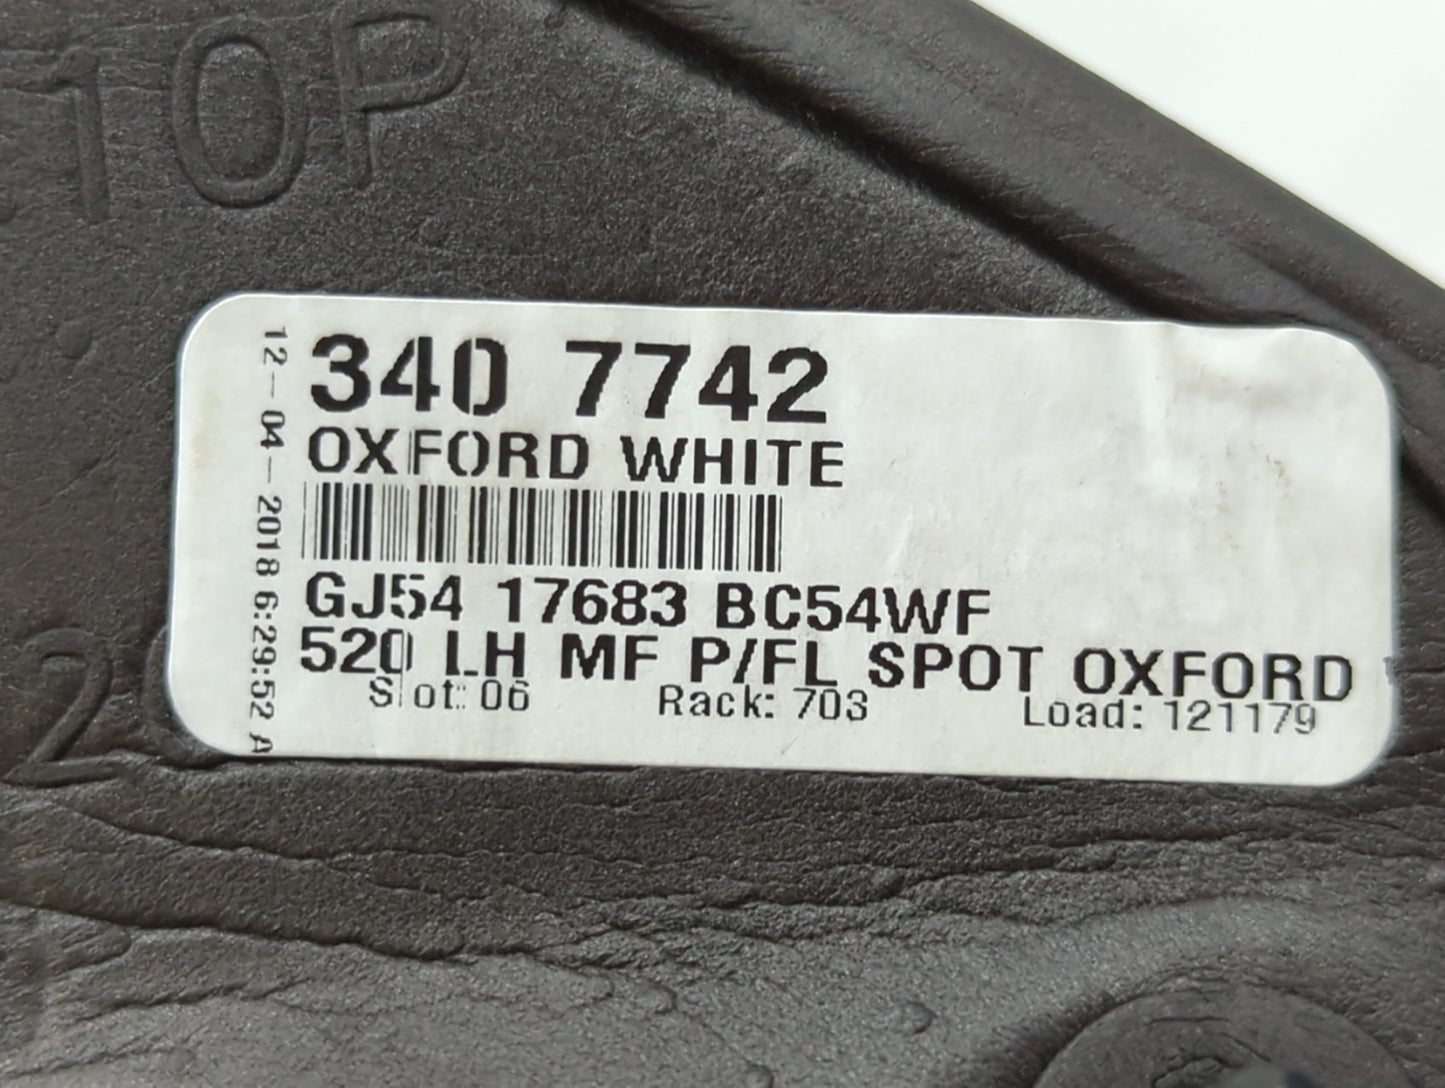 10P
12-04-2018 6:29:52 A
340 7742
OXFORD WHITE
GJ54 17683 BC54WF
520 LH MF P/FL SPOT OXFORD
Slot: 06 Rack: 703 Load: 121179